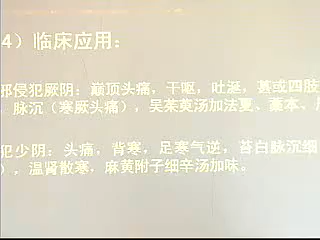 4）临床应用：
邪侵犯厥阴：巅顶头痛，干呕，吐涎，甚或四肢
，脉沉（寒厥头痛），吴茱萸汤加法夏、藁本、
犯少阴：头痛，背寒，足寒气逆，苔白脉沉细
），温肾散寒，麻黄附子细辛汤加味。